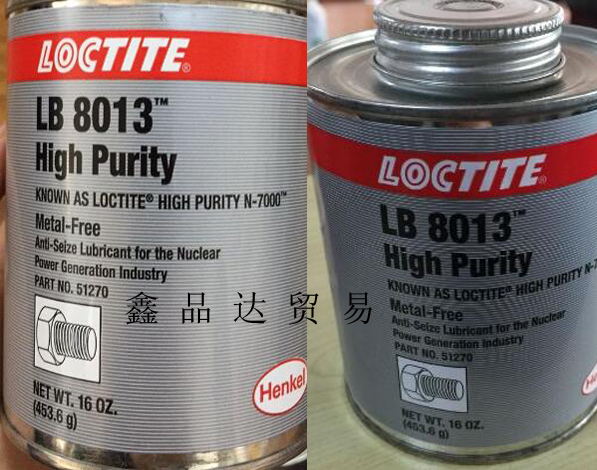 LOCTITE®
LB 8013™
High Purity
KNOWN AS LOCTITE® HIGH PURITY N-7000™
Metal-Free
Anti-Seize Lubricant for the Nuclear
Power Generation Industry
PART NO. 51270
NET WT. 16 OZ.
(453.6 g)
Henkel
鑫品达贸易
LOCTITE®
LB 8013™
High Purity
KNOWN AS LOCTITE® HIGH PURITY
Metal-Free
Anti-Seize Lubricant for the Nuclear
Power Generation Industry
PART NO. 51270
NET WT. 16 OZ.
(453.6 g)